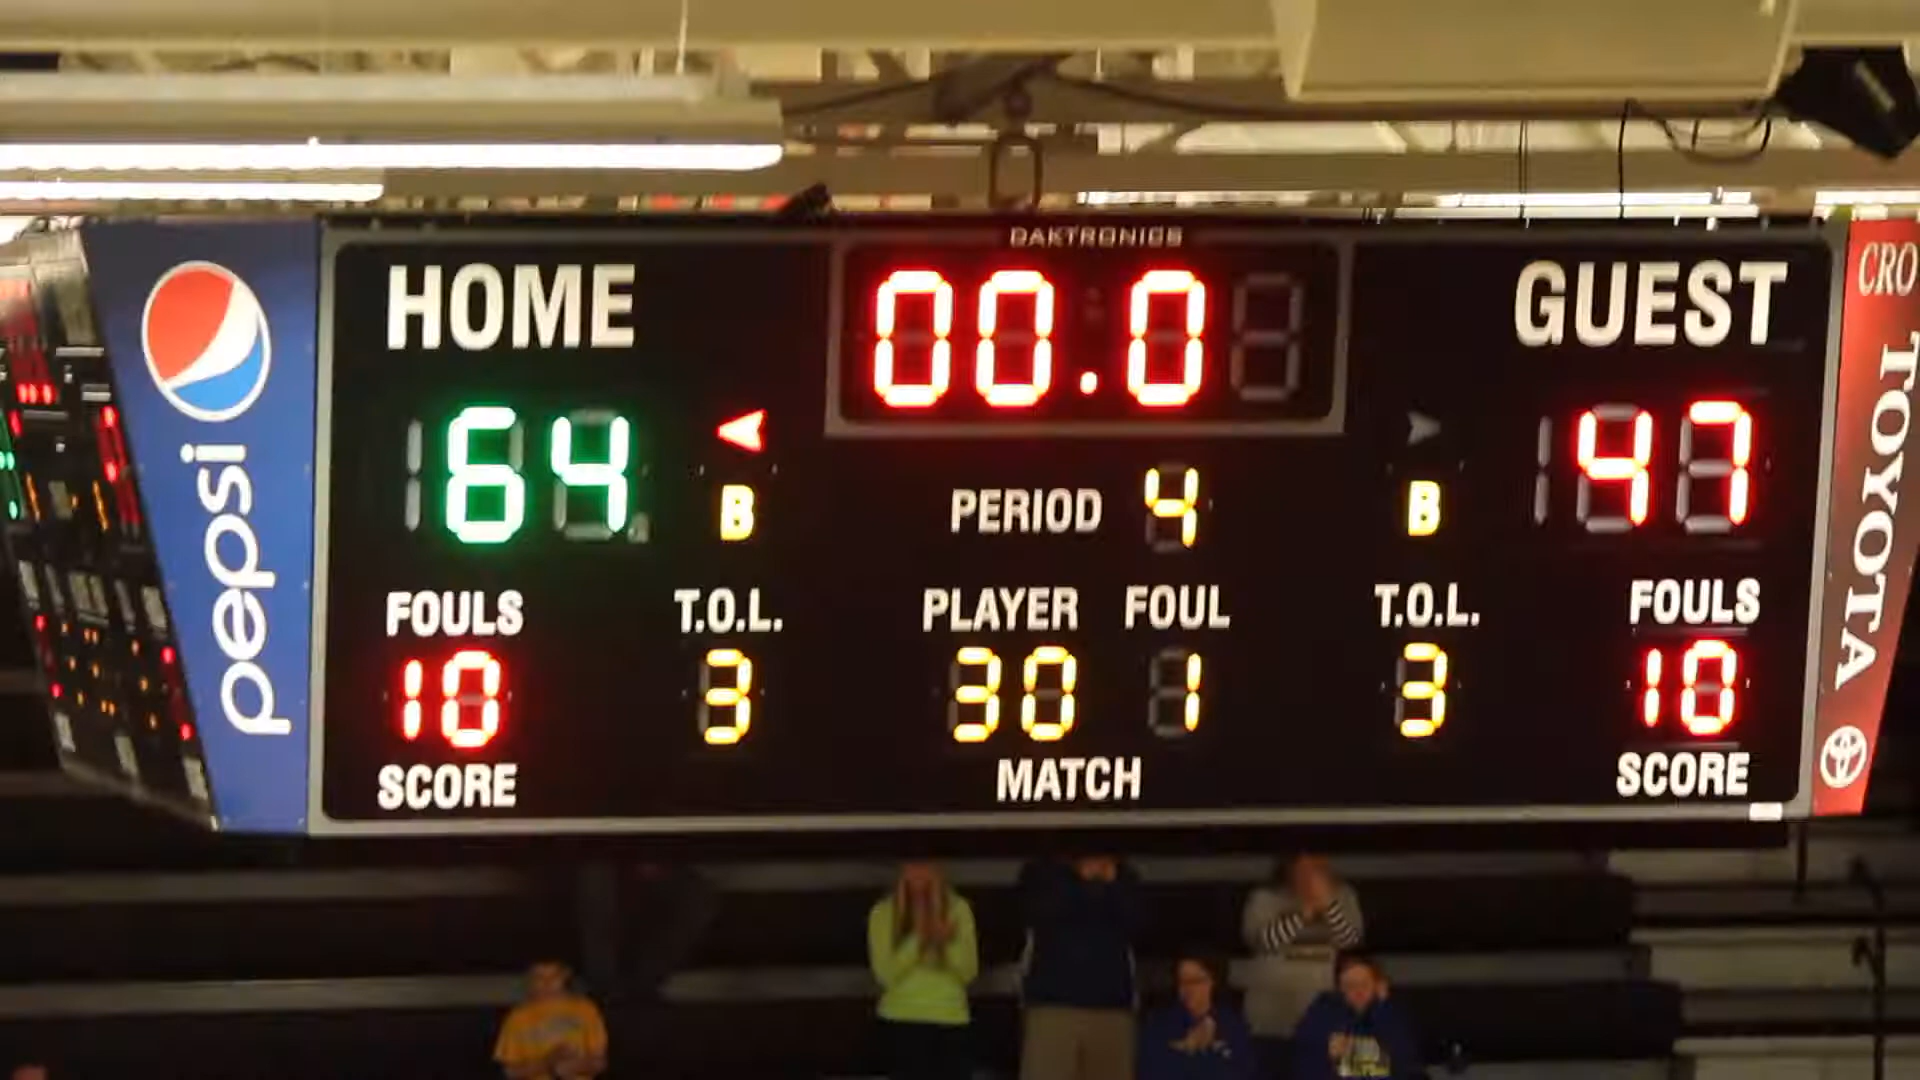 DAKTRONICS
HOME 00.0 GUEST
64 47
B PERIOD 4 B
FOULS T.O.L. PLAYER FOUL T.O.L. FOULS
10 3 30 1 3 10
SCORE MATCH SCORE
pepsi
CRO
TOYOTA